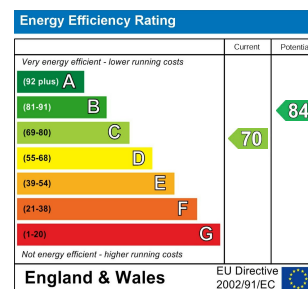 Energy Efficiency Rating
Current Potentia
Very energy efficient - lower running costs
(92 plus) A
(81-91) B
84
(69-80) C
70
(55-68) D
(39-54) E
(21-38) F
(1-20) G
Not energy efficient - higher running costs
England & Wales
EU Directive
2002/91/EC